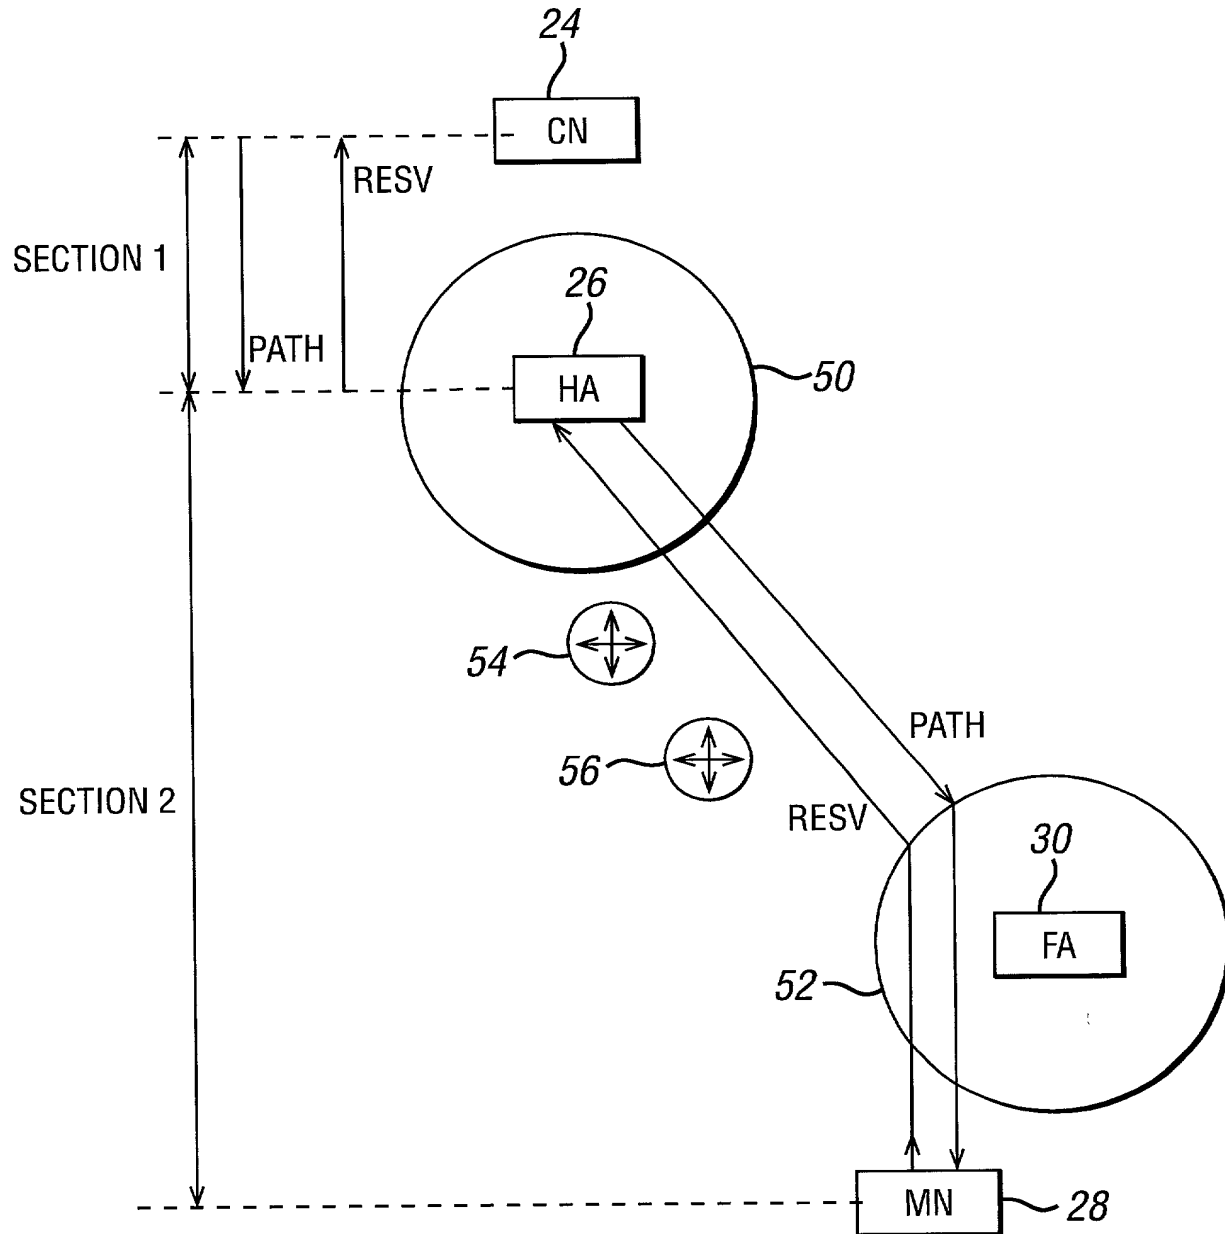 24
CN
RESV
SECTION 1
26
PATH
HA
50
54
PATH
56
SECTION 2
RESV
30
FA
52
MN
28